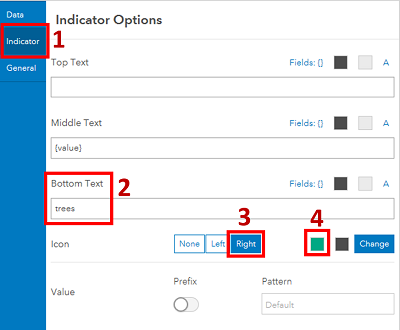 Data
Indicator
General
1
Indicator Options
Top Text Fields: {} A
Middle Text Fields: {} A
{value}
Bottom Text 2 Fields: {} A
trees
3 4
Icon None Left Right Change
Value Prefix Pattern
Default